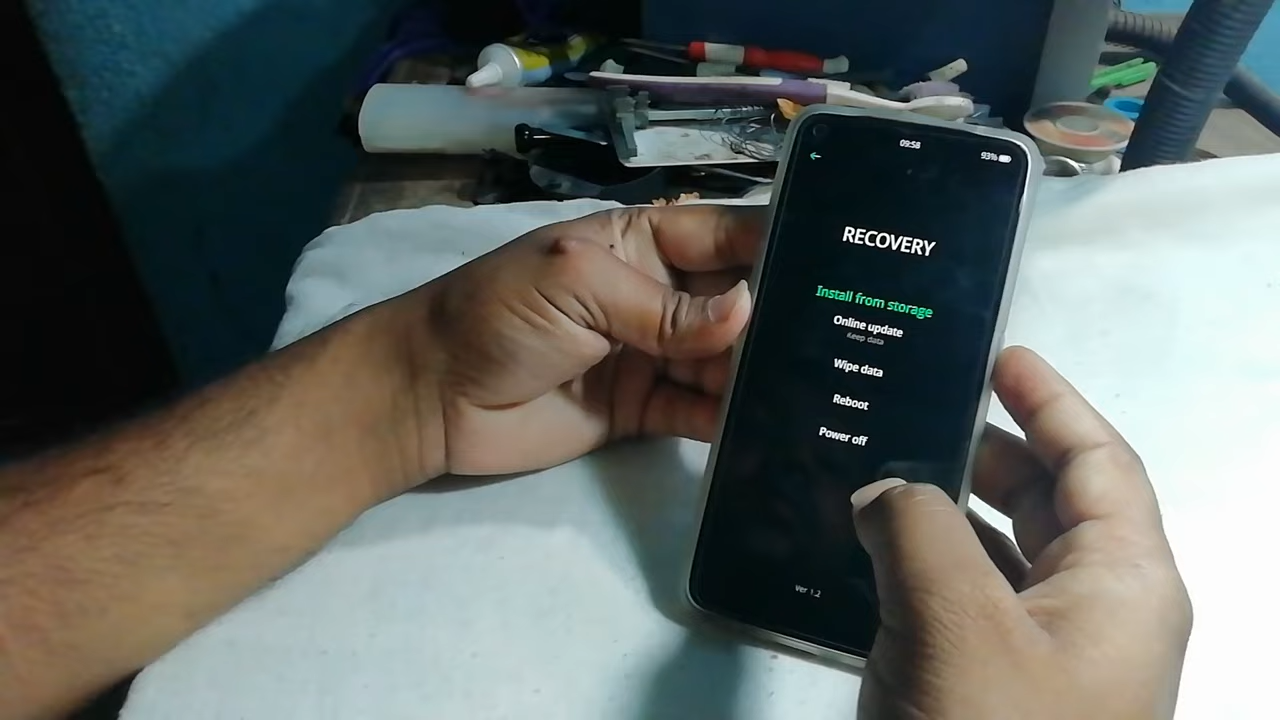 09:58
93%
RECOVERY
Install from storage
Online update
Keep data
Wipe data
Reboot
Power off
Ver 1.2